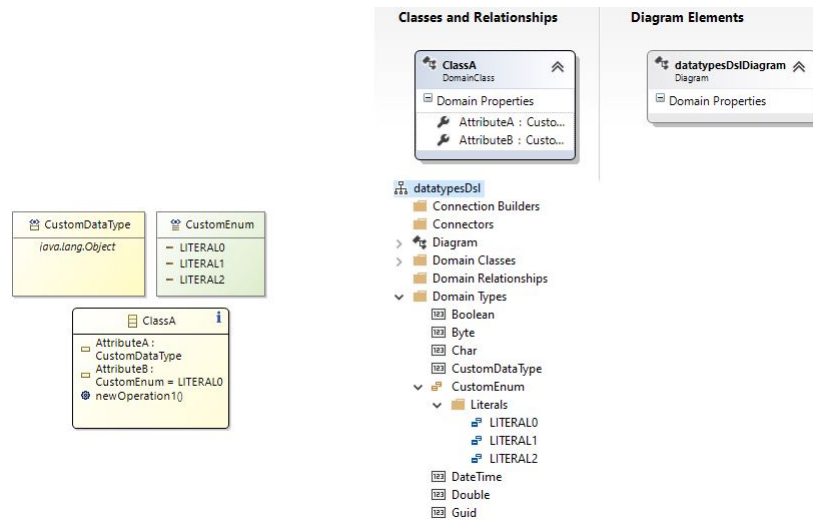 CustomDataType
java.lang.Object
CustomEnum
LITERAL0
LITERAL1
LITERAL2
ClassA
AttributeA :
CustomDataType
AttributeB :
CustomEnum = LITERAL0
newOperation1()
Classes and Relationships
Diagram Elements
ClassA
DomainClass
Domain Properties
AttributeA : Custo...
AttributeB : Custo...
datatypesDslDiagram
Diagram
Domain Properties
datatypesDsl
Connection Builders
Connectors
Diagram
Domain Classes
Domain Relationships
Domain Types
Boolean
Byte
Char
CustomDataType
CustomEnum
Literals
LITERAL0
LITERAL1
LITERAL2
DateTime
Double
Guid